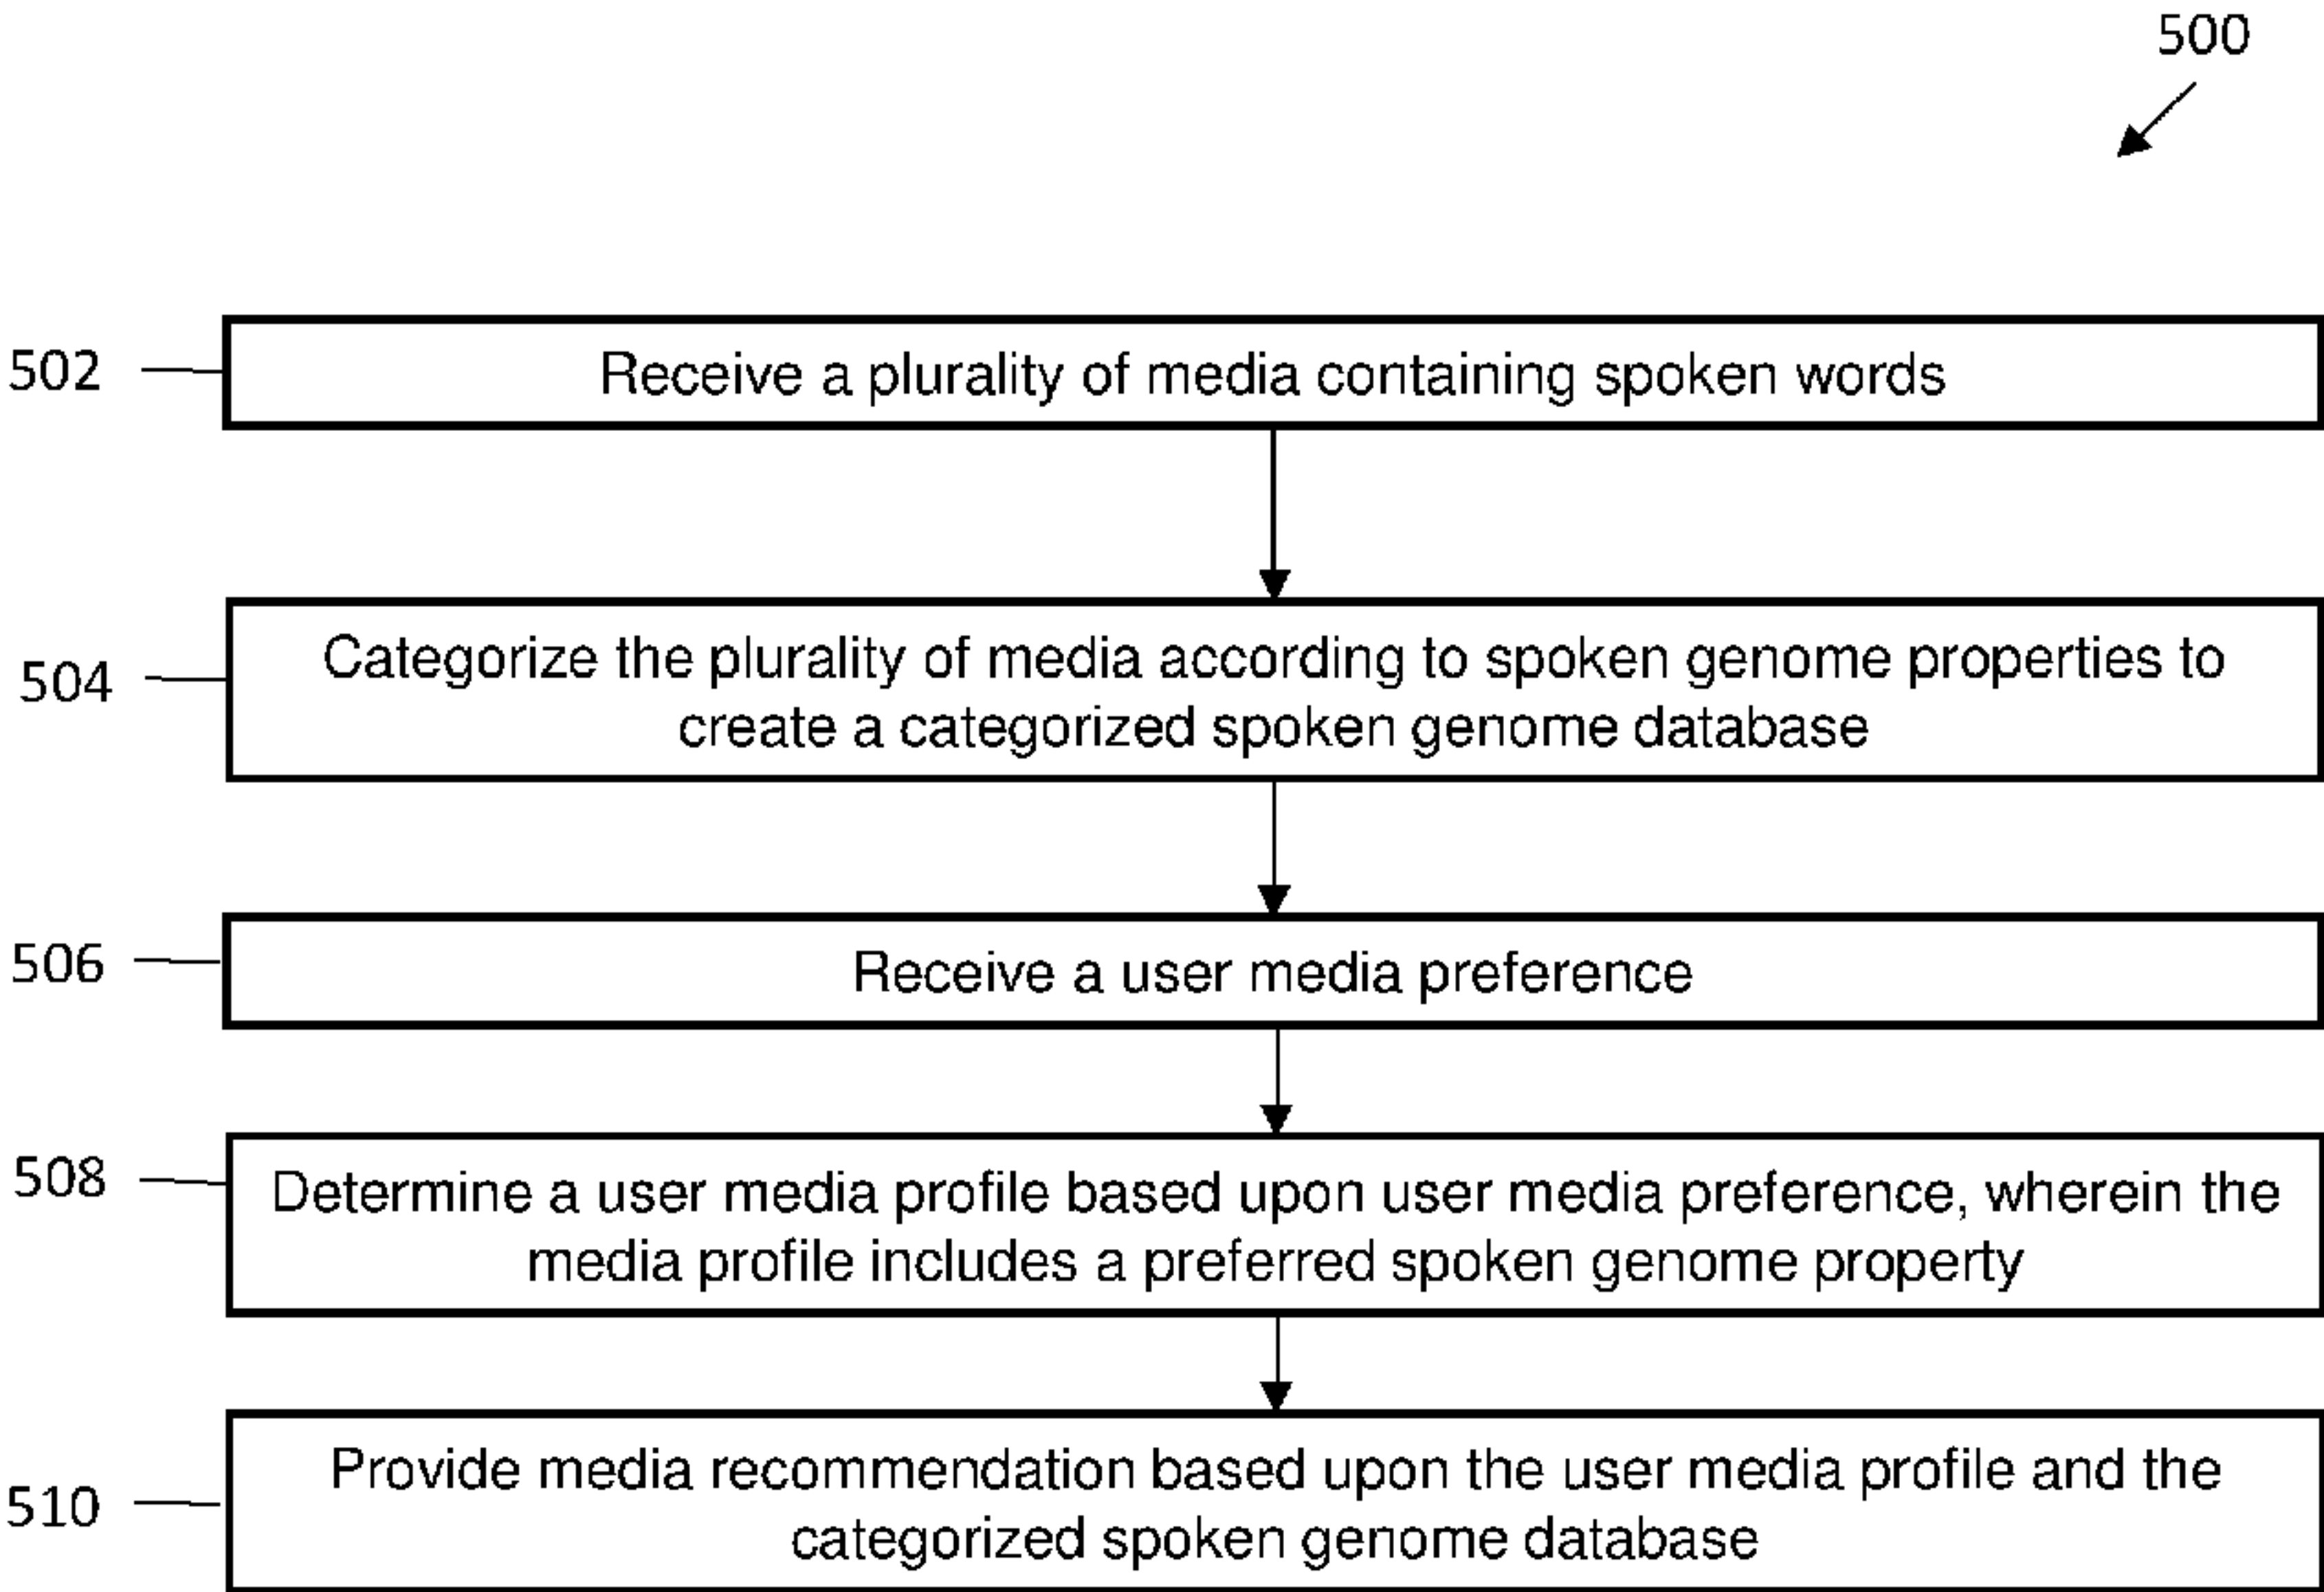 500
502
Receive a plurality of media containing spoken words
504
Categorize the plurality of media according to spoken genome properties to
create a categorized spoken genome database
506
Receive a user media preference
508
Determine a user media profile based upon user media preference, wherein the
media profile includes a preferred spoken genome property
510
Provide media recommendation based upon the user media profile and the
categorized spoken genome database